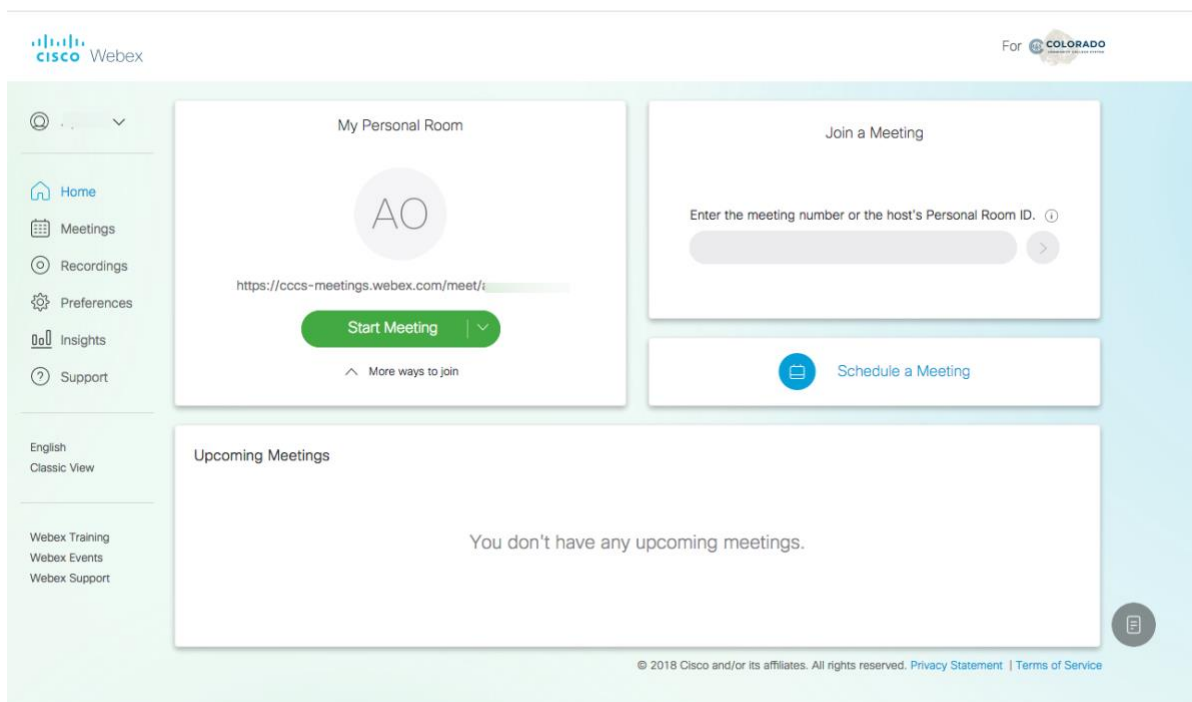 CISCO Webex
For COLORADO
Home
Meetings
Recordings
Preferences
Insights
Support
English
Classic View
Webex Training
Webex Events
Webex Support
My Personal Room
AO
https://cccs-meetings.webex.com/meet/a
Start Meeting
More ways to join
Join a Meeting
Enter the meeting number or the host's Personal Room ID.
Schedule a Meeting
Upcoming Meetings
You don't have any upcoming meetings.
© 2018 Cisco and/or its affiliates. All rights reserved. Privacy Statement | Terms of Service